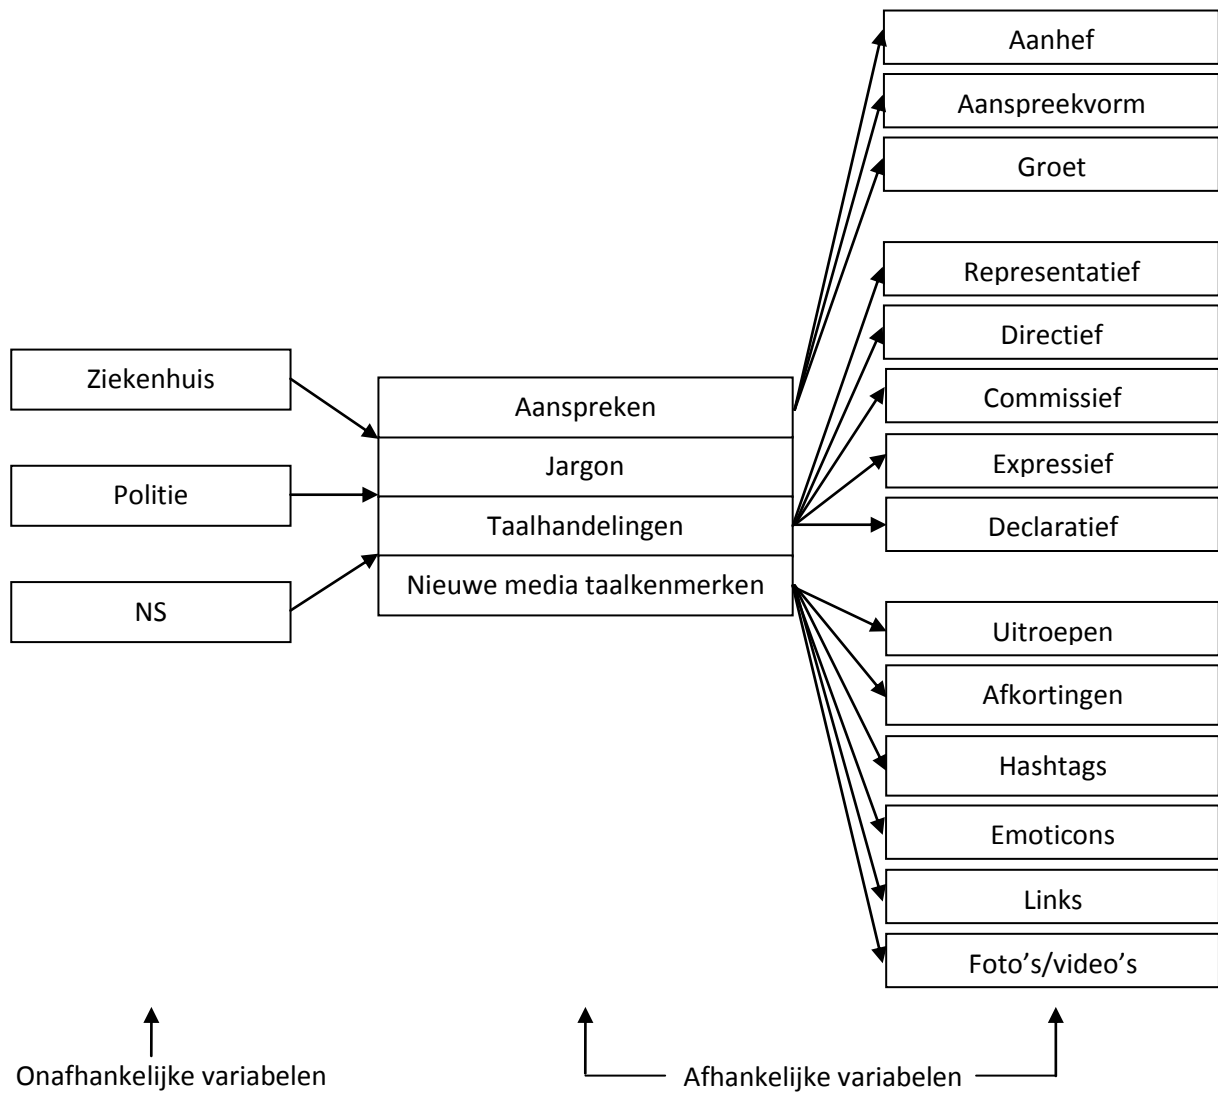 Ziekenhuis
Politie
NS
Aanspreken
Jargon
Taalhandelingen
Nieuwe media taalkenmerken
Aanhef
Aanspreekvorm
Groet
Representatief
Directief
Commissief
Expressief
Declaratief
Uitroepen
Afkortingen
Hashtags
Emoticons
Links
Foto’s/video’s
Onafhankelijke variabelen
Afhankelijke variabelen